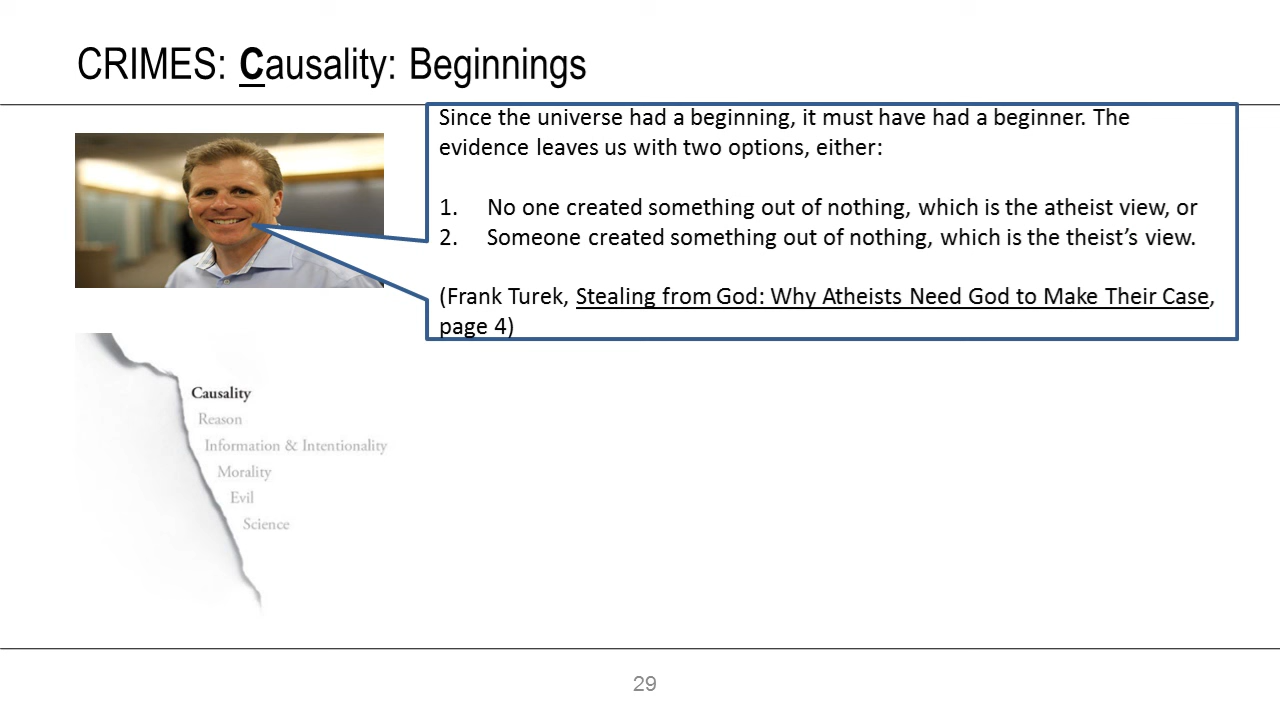 CRIMES: Causality: Beginnings
Since the universe had a beginning, it must have had a beginner. The
evidence leaves us with two options, either:
1. No one created something out of nothing, which is the atheist view, or
2. Someone created something out of nothing, which is the theist’s view.
(Frank Turek, Stealing from God: Why Atheists Need God to Make Their Case,
page 4)
Causality
Reason
Information & Intentionality
Morality
Evil
Science
29